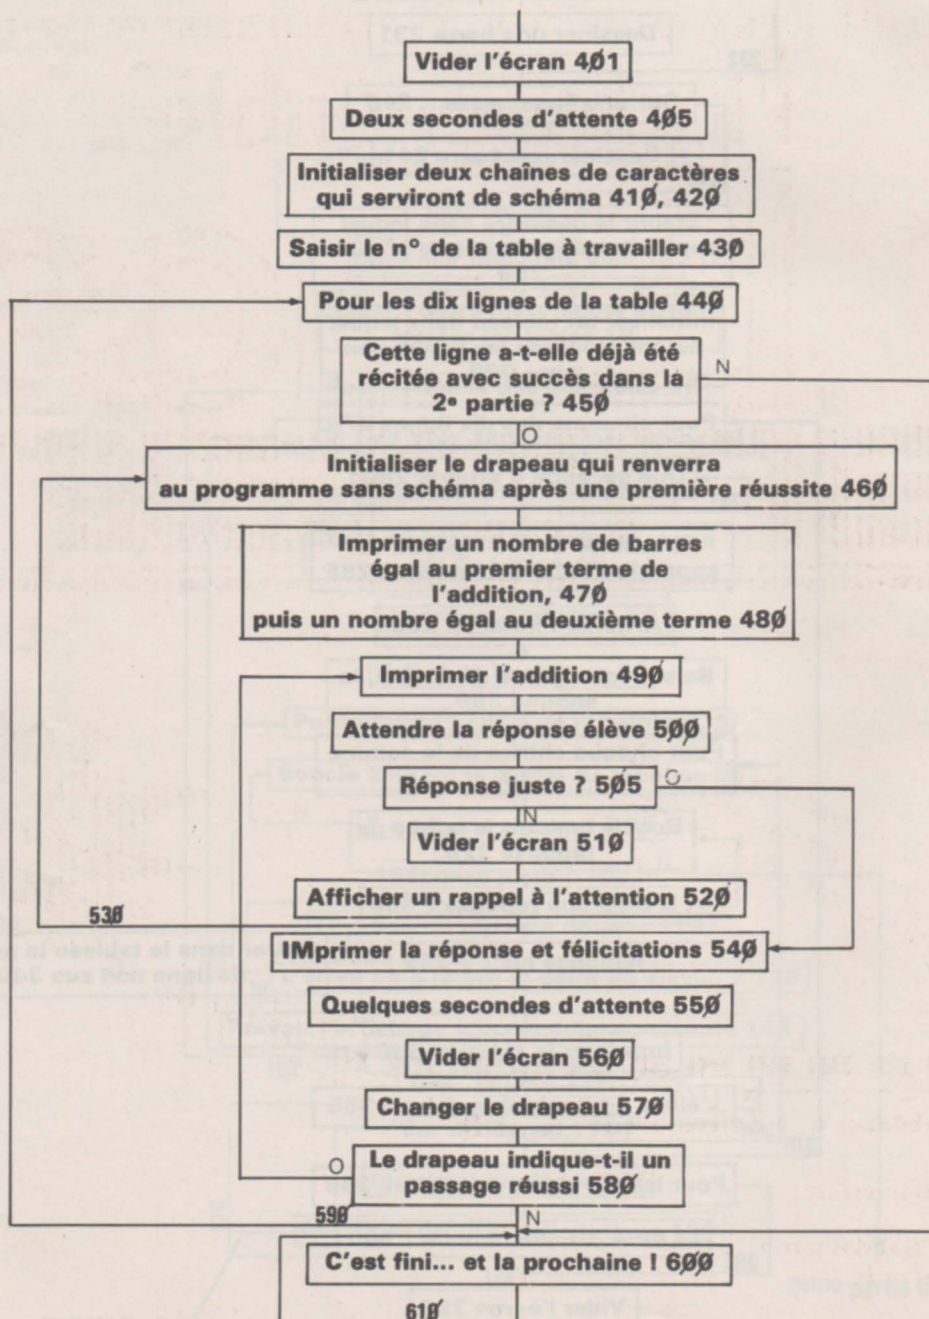 Vider l'écran 4Ø1
Deux secondes d'attente 4Ø5
Initialiser deux chaînes de caractères
qui serviront de schéma 41Ø, 42Ø
Saisir le n° de la table à travailler 43Ø
Pour les dix lignes de la table 44Ø
Cette ligne a-t-elle déjà été
récitée avec succès dans la
2e partie ? 45Ø
N
O
Initialiser le drapeau qui renverra
au programme sans schéma après une première réussite 46Ø
Imprimer un nombre de barres
égal au premier terme de
l'addition, 47Ø
puis un nombre égal au deuxième terme 48Ø
Imprimer l'addition 49Ø
Attendre la réponse élève 5ØØ
Réponse juste ? 5Ø5
O
N
Vider l'écran 51Ø
Afficher un rappel à l'attention 52Ø
53Ø
IMprimer la réponse et félicitations 54Ø
Quelques secondes d'attente 55Ø
Vider l'écran 56Ø
Changer le drapeau 57Ø
O
Le drapeau indique-t-il un
passage réussi 58Ø
59Ø
N
C'est fini... et la prochaine ! 6ØØ
61Ø